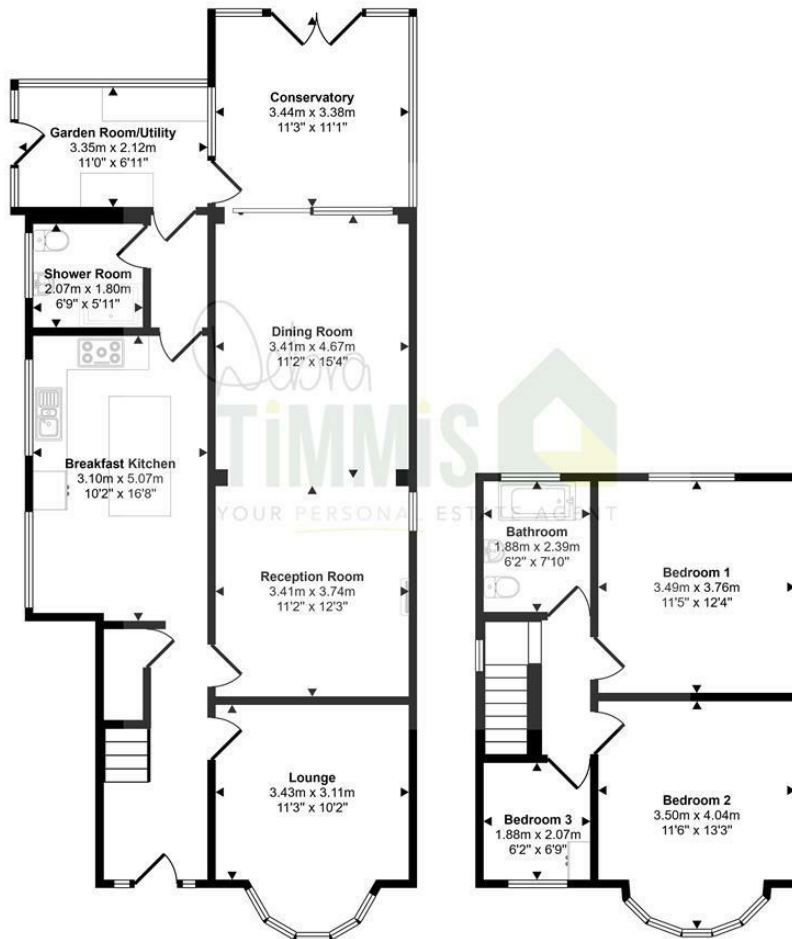 Conservatory
3.44m x 3.38m
11'3" x 11'1"
Garden Room/Utility
3.35m x 2.12m
11'0" x 6'11"
Shower Room
2.07m x 1.80m
6'9" x 5'11"
Dining Room
3.41m x 4.67m
11'2" x 15'4"
Debra
TiMMiS
YOUR PERSONAL ESTATE AGENT
Breakfast Kitchen
3.10m x 5.07m
10'2" x 16'8"
Reception Room
3.41m x 3.74m
11'2" x 12'3"
Lounge
3.43m x 3.11m
11'3" x 10'2"
Bathroom
1.88m x 2.39m
6'2" x 7'10"
Bedroom 1
3.49m x 3.76m
11'5" x 12'4"
Bedroom 2
3.50m x 4.04m
11'6" x 13'3"
Bedroom 3
1.88m x 2.07m
6'2" x 6'9"